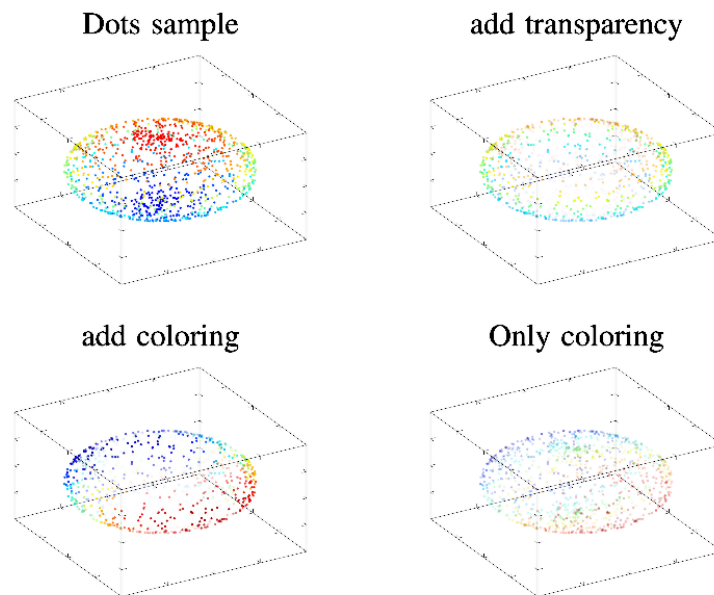 Dots sample
add transparency
add coloring
Only coloring